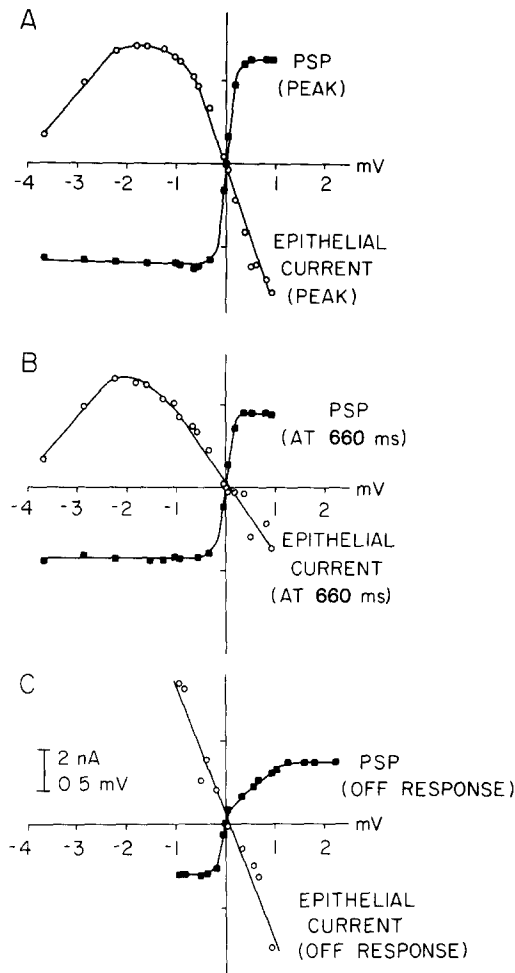 A
PSP
(PEAK)
mV
-4 -3 -2 -1 1 2
EPITHELIAL
CURRENT
(PEAK)
B
PSP
(AT 660 ms)
mV
-4 -3 -2 -1 1 2
EPITHELIAL
CURRENT
(AT 660 ms)
C
2 nA
0.5 mV
PSP
(OFF RESPONSE)
mV
-4 -3 -2 -1 1 2
EPITHELIAL
CURRENT
(OFF RESPONSE)